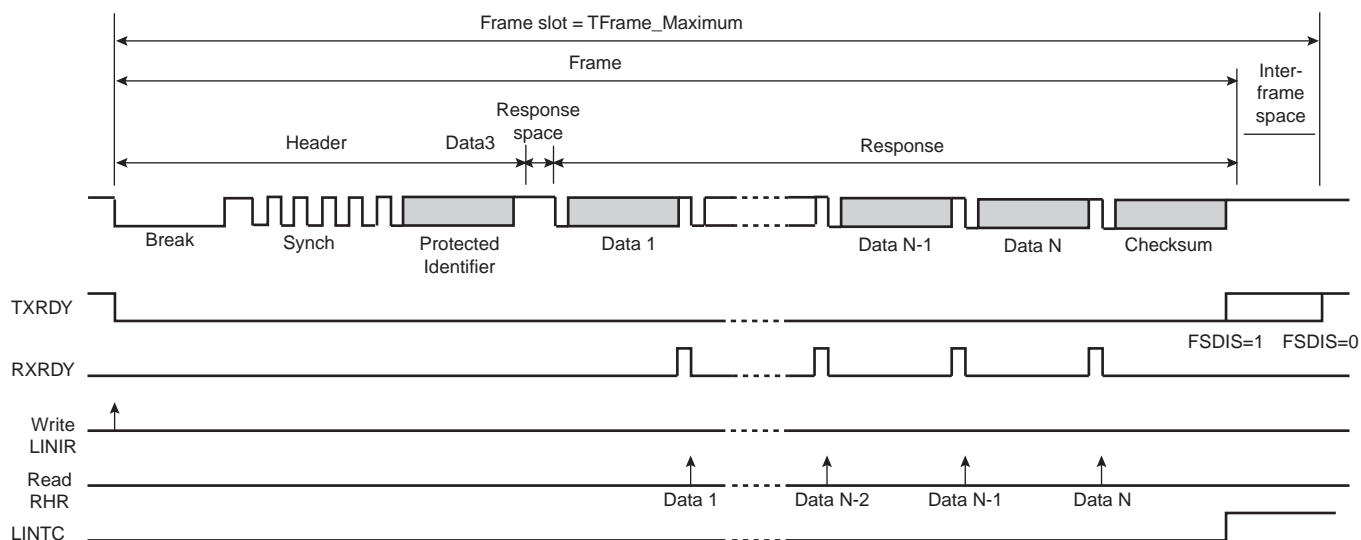 Frame slot = TFrame_Maximum
Frame
Inter-
frame
space
Response
space
Header
Data3
Response
Break
Synch
Protected
Identifier
Data 1
Data N-1
Data N
Checksum
TXRDY
FSDIS=1
FSDIS=0
RXRDY
Write
LINIR
Read
RHR
Data 1
Data N-2
Data N-1
Data N
LINTC